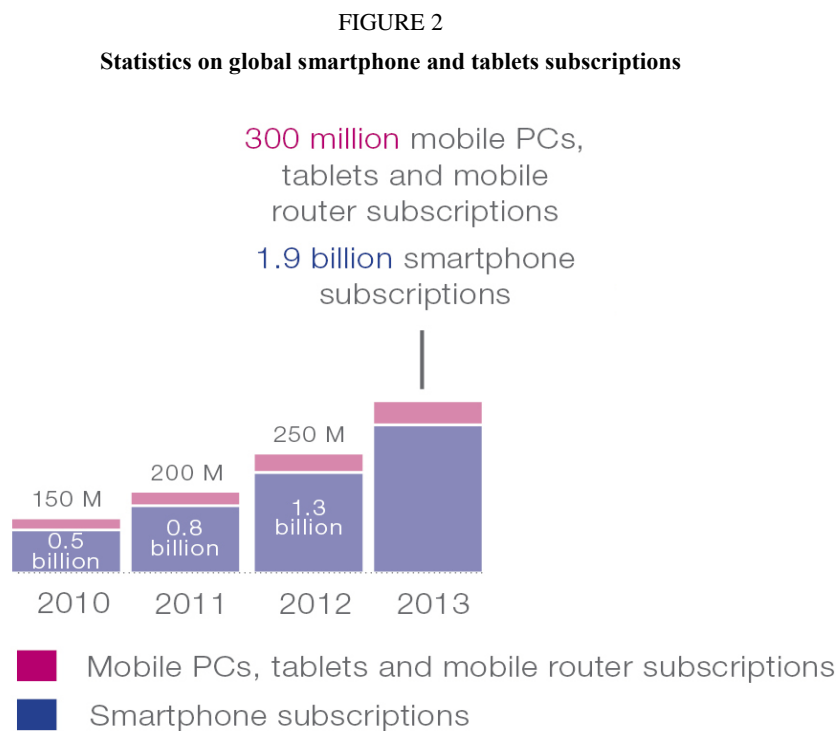 FIGURE 2
Statistics on global smartphone and tablets subscriptions
300 million mobile PCs,
tablets and mobile
router subscriptions
1.9 billion smartphone
subscriptions
150 M
0.5
billion
200 M
0.8
billion
250 M
1.3
billion
2010
2011
2012
2013
Mobile PCs, tablets and mobile router subscriptions
Smartphone subscriptions